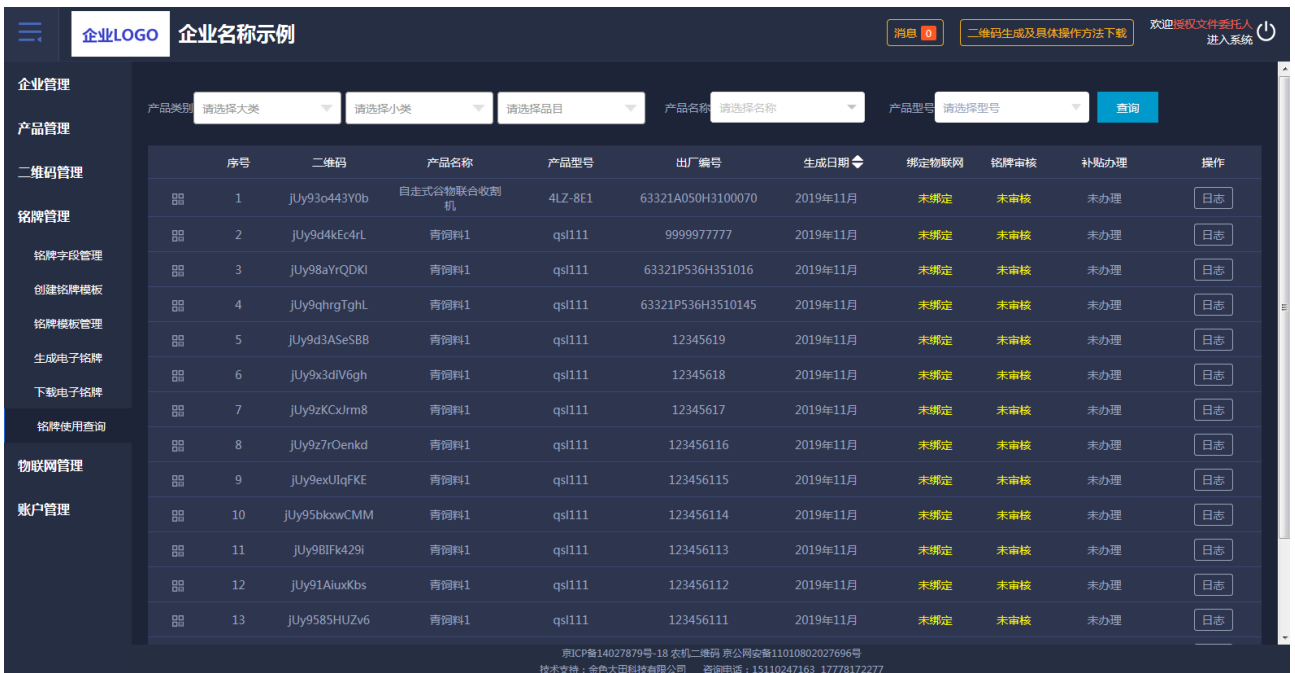 企业LOGO 企业名称示例 消息 0 二维码生成及具体操作方法下载 欢迎授权文件委托人
进入系统
企业管理
产品管理
二维码管理
铭牌管理
铭牌字段管理
创建铭牌模板
铭牌模板管理
生成电子铭牌
下载电子铭牌
铭牌使用查询
物联网管理
账户管理
产品类别 请选择大类 请选择小类 请选择品目 产品名称 请选择名称 产品型号 请选择型号 查询
序号 二维码 产品名称 产品型号 出厂编号 生成日期 绑定物联网 铭牌审核 补贴办理 操作
1 jUy93o443Y0b 自走式谷物联合收割机 4LZ-8E1 63321A050H3100070 2019年11月 未绑定 未审核 未办理 日志
2 jUy9d4kEc4rL 青饲料1 qsl111 9999977777 2019年11月 未绑定 未审核 未办理 日志
3 jUy98aYrQDKl 青饲料1 qsl111 63321P536H351016 2019年11月 未绑定 未审核 未办理 日志
4 jUy9qhrgTghL 青饲料1 qsl111 63321P536H3510145 2019年11月 未绑定 未审核 未办理 日志
5 jUy9d3ASeSBB 青饲料1 qsl111 12345619 2019年11月 未绑定 未审核 未办理 日志
6 jUy9x3diV6gh 青饲料1 qsl111 12345618 2019年11月 未绑定 未审核 未办理 日志
7 jUy9zKCxJrm8 青饲料1 qsl111 12345617 2019年11月 未绑定 未审核 未办理 日志
8 jUy9z7rOenkd 青饲料1 qsl111 123456116 2019年11月 未绑定 未审核 未办理 日志
9 jUy9exUIqFKE 青饲料1 qsl111 123456115 2019年11月 未绑定 未审核 未办理 日志
10 jUy95bkxwCMM 青饲料1 qsl111 123456114 2019年11月 未绑定 未审核 未办理 日志
11 jUy9BIFk429i 青饲料1 qsl111 123456113 2019年11月 未绑定 未审核 未办理 日志
12 jUy91AiuxKbs 青饲料1 qsl111 123456112 2019年11月 未绑定 未审核 未办理 日志
13 jUy9585HUZv6 青饲料1 qsl111 123456111 2019年11月 未绑定 未审核 未办理 日志
京ICP备14027879号-18 农机二维码 京公网安备11010802027696号
技术支持：金色大田科技有限公司 咨询电话：15110247163 17778172277